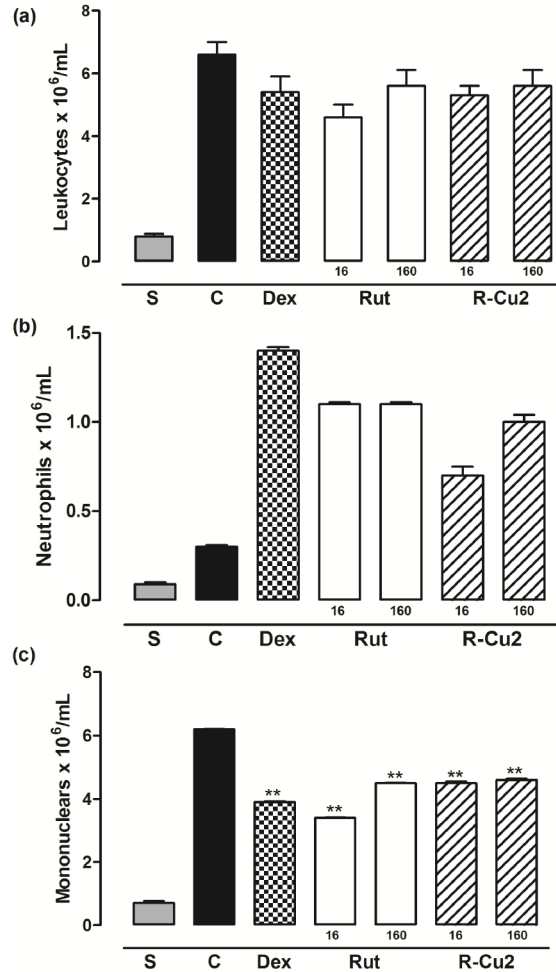 (a)
Leukocytes x 10⁶/mL
8
6
4
2
0
16 160 16 160
S C Dex Rut R-Cu2
(b)
Neutrophils x 10⁶/mL
1.5
1.0
0.5
0.0
16 160 16 160
S C Dex Rut R-Cu2
(c)
Mononuclears x 10⁶/mL
8
6
4
2
0
** ** ** ** **
16 160 16 160
S C Dex Rut R-Cu2